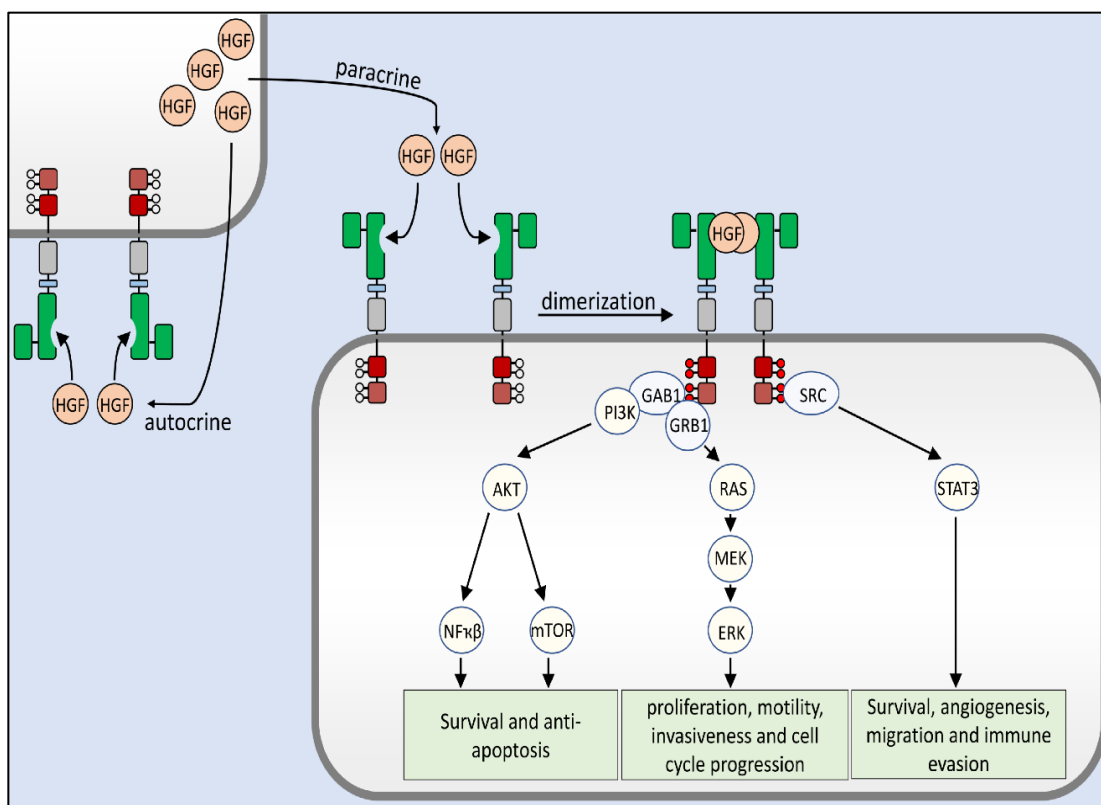 HGF
HGF
HGF
HGF
paracrine
HGF
HGF
HGF
dimerization
HGF
HGF
autocrine
GAB1
SRC
PI3K
GRB1
AKT
RAS
STAT3
MEK
NFκβ
mTOR
ERK
Survival and anti-
apoptosis
proliferation, motility,
invasiveness and cell
cycle progression
Survival, angiogenesis,
migration and immune
evasion